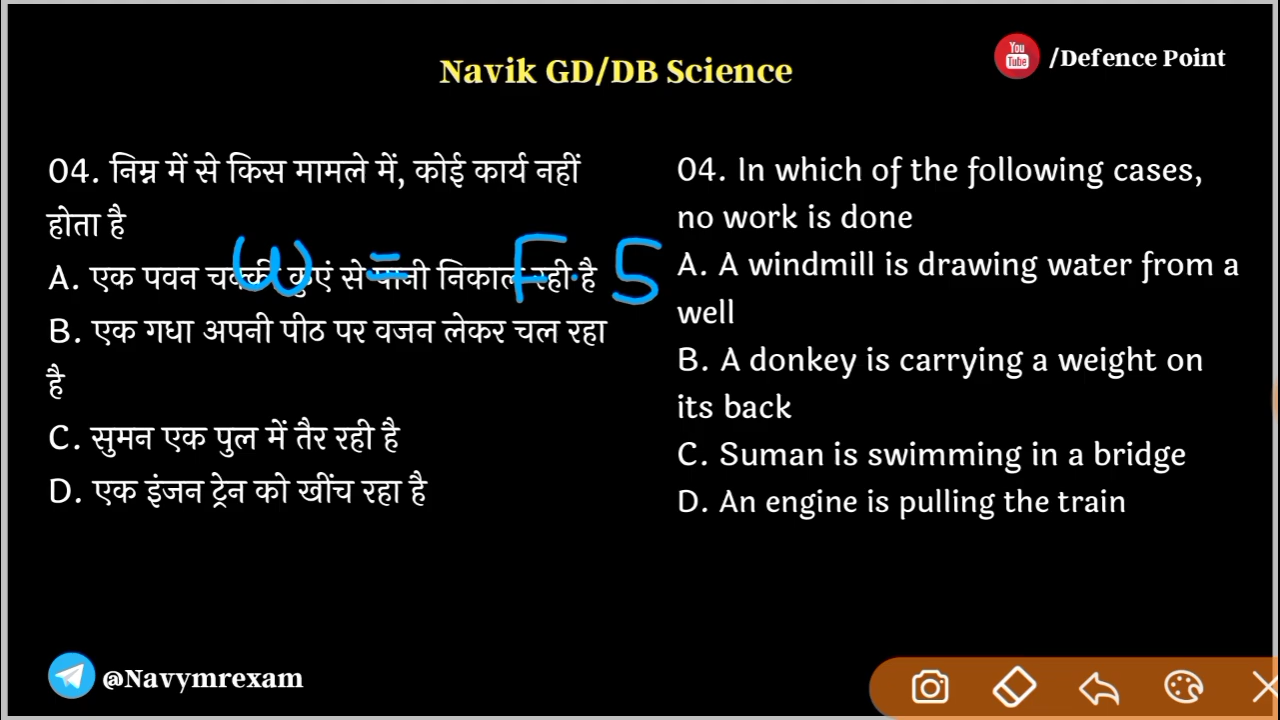 Navik GD/DB Science
You Tube /Defence Point
04. निम्न में से किस मामले में, कोई कार्य नहीं
होता है
A. एक पवन चक्की कुएं से पानी निकाल रही है
W = F. S
B. एक गधा अपनी पीठ पर वजन लेकर चल रहा
है
C. सुमन एक पुल में तैर रही है
D. एक इंजन ट्रेन को खींच रहा है
04. In which of the following cases,
no work is done
A. A windmill is drawing water from a
well
B. A donkey is carrying a weight on
its back
C. Suman is swimming in a bridge
D. An engine is pulling the train
@Navymrexam